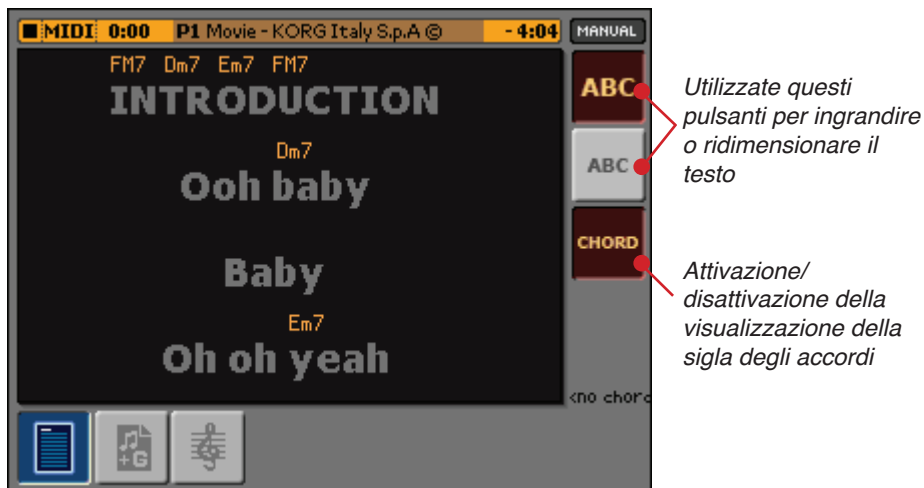 MIDI 0:00 P1 Movie - KORG Italy S.p.A © - 4:04 MANUAL
FM7 Dm7 Em7 FM7
INTRODUCTION
Dm7
Ooh baby
Baby
Em7
Oh oh yeah
ABC
ABC
CHORD
<no chord
+G
Utilizzate questi
pulsanti per ingrandire
o ridimensionare il
testo
Attivazione/
disattivazione della
visualizzazione della
sigla degli accordi